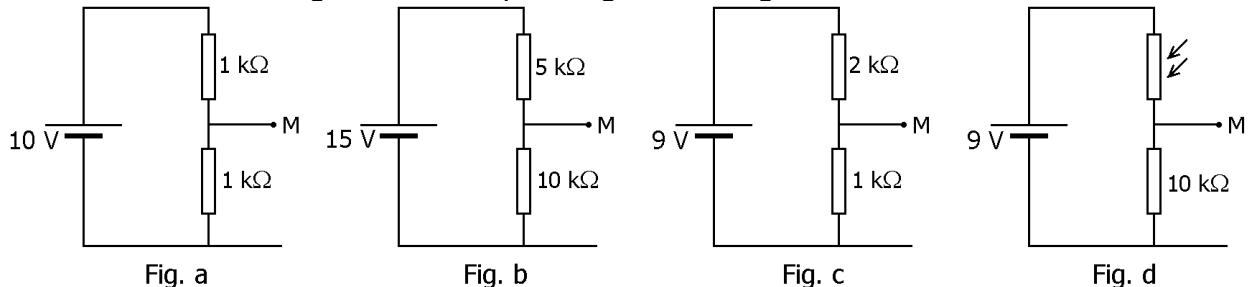 1 kΩ
10 V
M
1 kΩ
Fig. a
5 kΩ
15 V
M
10 kΩ
Fig. b
2 kΩ
9 V
M
1 kΩ
Fig. c
9 V
M
10 kΩ
Fig. d